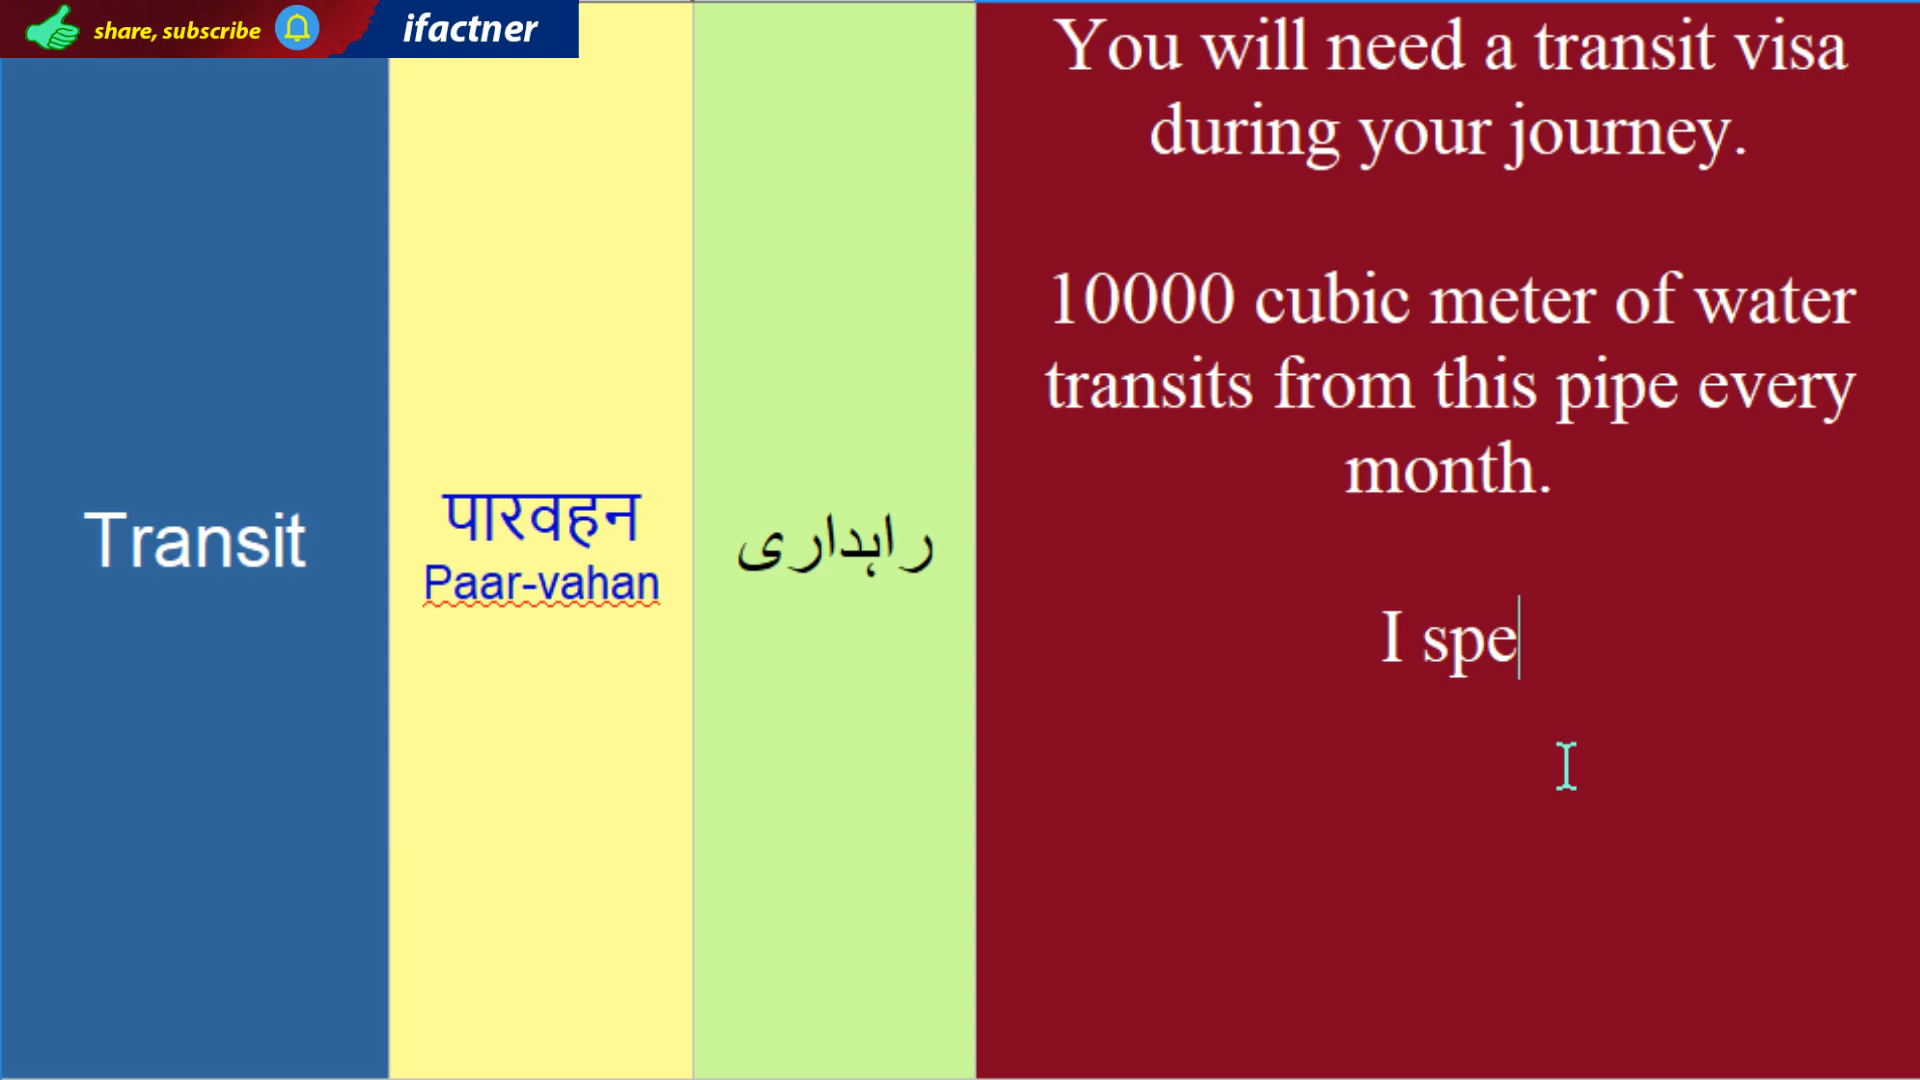 share, subscribe
ifactner
Transit
पारवहन
Paar-vahan
راہداری
You will need a transit visa
during your journey.
10000 cubic meter of water
transits from this pipe every
month.
I spe